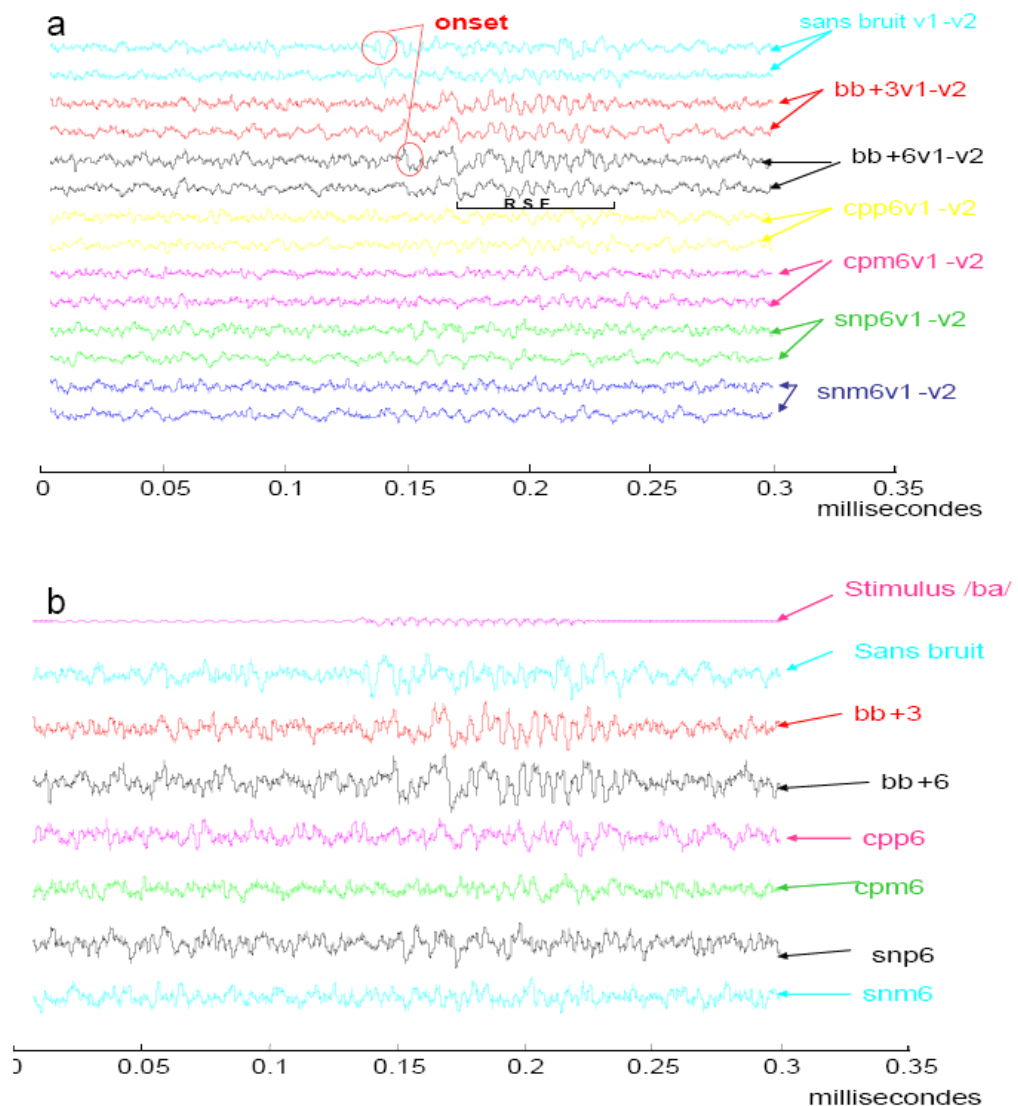 a
onset
sans bruit v1-v2
bb+3v1-v2
bb+6v1-v2
RSF
cpp6v1-v2
cpm6v1-v2
snp6v1-v2
snm6v1-v2
0 0.05 0.1 0.15 0.2 0.25 0.3 0.35
millisecondes
b
Stimulus /ba/
Sans bruit
bb+3
bb+6
cpp6
cpm6
snp6
snm6
0 0.05 0.1 0.15 0.2 0.25 0.3 0.35
millisecondes